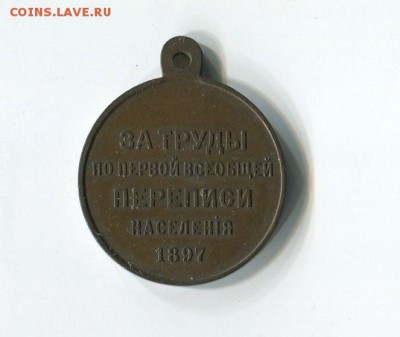 COINS.LAVE.RU
ЗА ТРУДЫ
ПО ПЕРВОЙ ВСЕОБЩЕЙ
ПЕРЕПИСИ
НАСЕЛЕНІЯ
1897